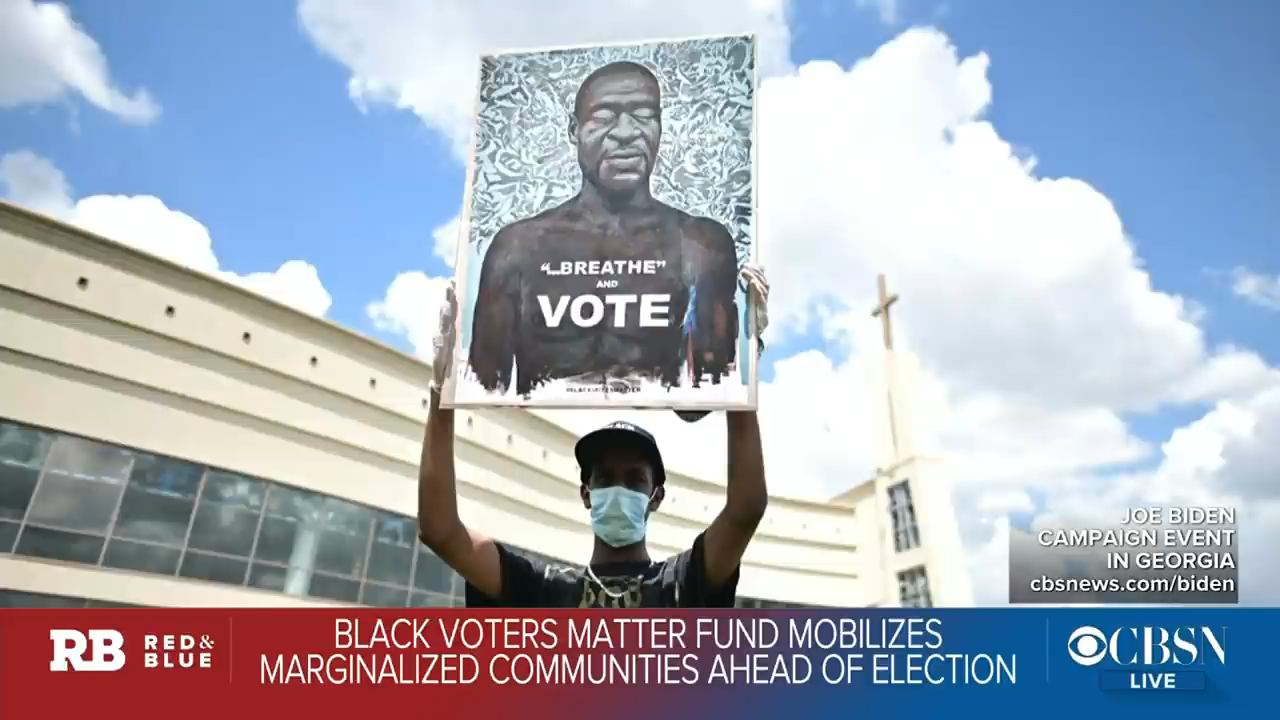 "...BREATHE"
AND
VOTE
JOE BIDEN
CAMPAIGN EVENT
IN GEORGIA
cbsnews.com/biden
RB RED&
BLUE
BLACK VOTERS MATTER FUND MOBILIZES
MARGINALIZED COMMUNITIES AHEAD OF ELECTION
CBSN
LIVE